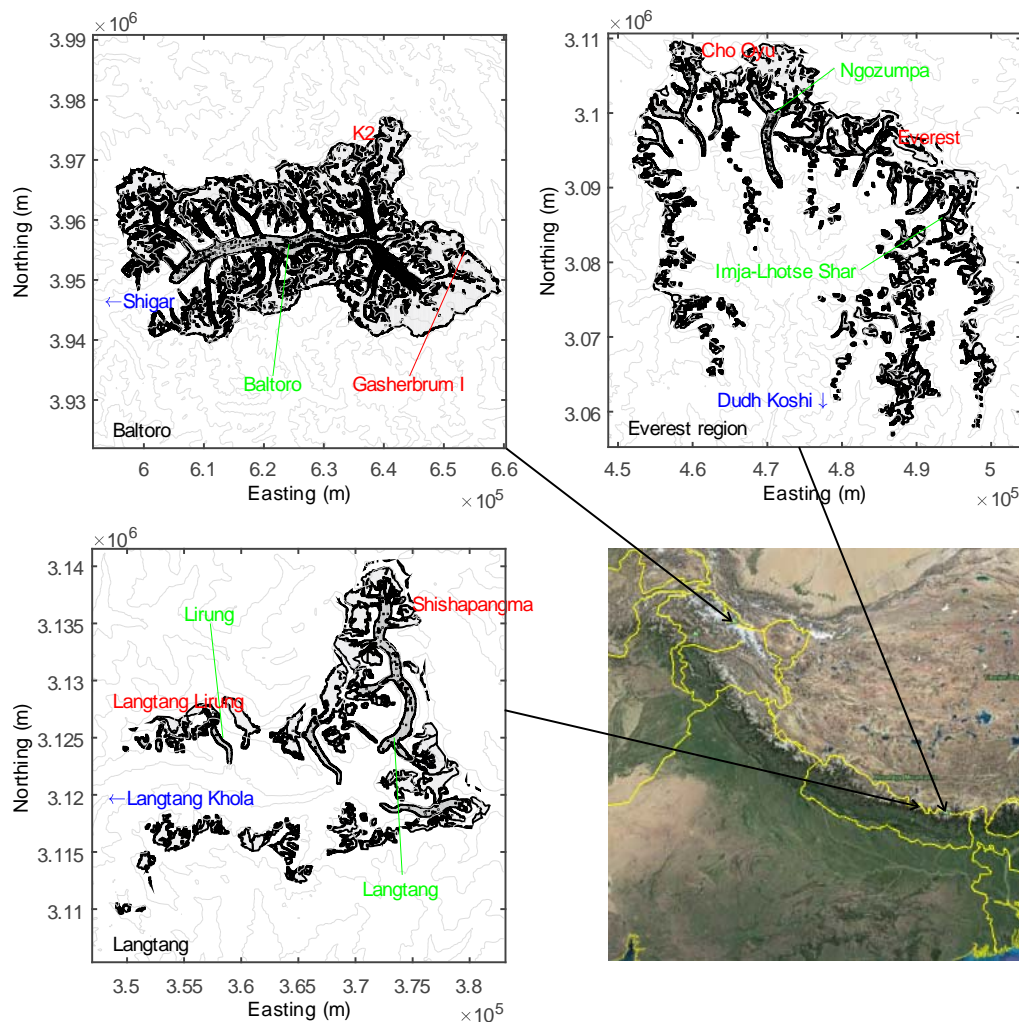 ×10⁶
3.99
3.98
3.97
3.96
3.95
3.94
3.93
Northing (m)
K2
←Shigar
Baltoro
Gasherbrum I
Baltoro
6
6.1
6.2
6.3
6.4
6.5
6.6
Easting (m)
×10⁵
×10⁶
3.11
3.1
3.09
3.08
3.07
3.06
Northing (m)
Cho Oyu
Ngozumpa
Everest
Imja-Lhotse Shar
Dudh Koshi ↓
Everest region
4.5
4.6
4.7
4.8
4.9
5
Easting (m)
×10⁵
×10⁶
3.14
3.135
3.13
3.125
3.12
3.115
3.11
Northing (m)
Lirung
Shishapangma
Langtang Lirung
←Langtang Khola
Langtang
Langtang
3.5
3.55
3.6
3.65
3.7
3.75
3.8
Easting (m)
×10⁵